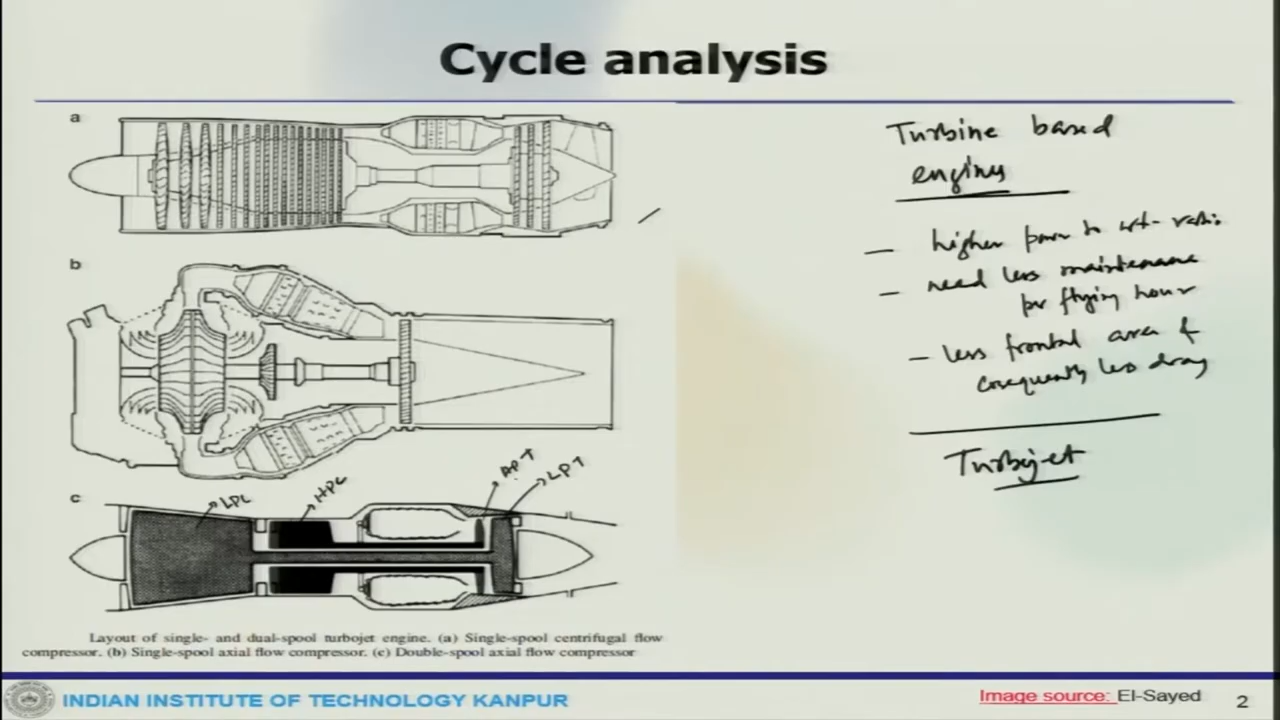 Cycle analysis
a
b
c
LPC
HPC
HPT
LPT
Layout of single- and dual-spool turbojet engine. (a) Single-spool centrifugal flow
compressor. (b) Single-spool axial flow compressor. (c) Double-spool axial flow compressor
Turbine based
engines
— higher power to wt- ratio
— need less maintenance
per flying hour
— less frontal area &
consequently less drag
Turbojet
INDIAN INSTITUTE OF TECHNOLOGY KANPUR
Image source: El-Sayed
2